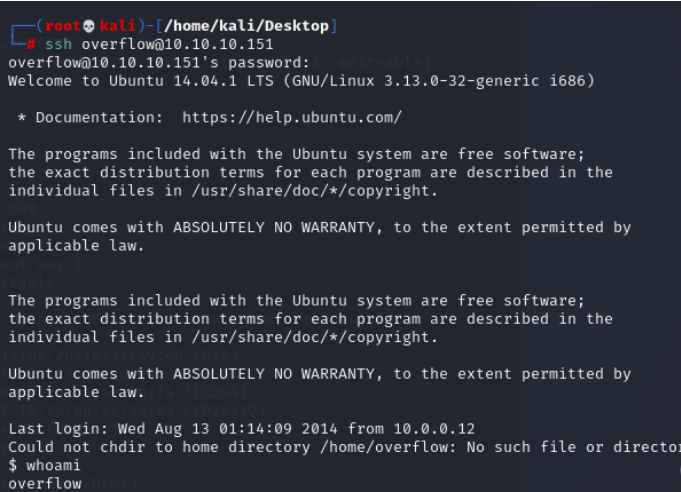 (root💀kali)-[/home/kali/Desktop]
# ssh overflow@10.10.10.151
overflow@10.10.10.151's password:
Welcome to Ubuntu 14.04.1 LTS (GNU/Linux 3.13.0-32-generic i686)
* Documentation:  https://help.ubuntu.com/
The programs included with the Ubuntu system are free software;
the exact distribution terms for each program are described in the
individual files in /usr/share/doc/*/copyright.
Ubuntu comes with ABSOLUTELY NO WARRANTY, to the extent permitted by
applicable law.
The programs included with the Ubuntu system are free software;
the exact distribution terms for each program are described in the
individual files in /usr/share/doc/*/copyright.
Ubuntu comes with ABSOLUTELY NO WARRANTY, to the extent permitted by
applicable law.
Last login: Wed Aug 13 01:14:09 2014 from 10.0.0.12
Could not chdir to home directory /home/overflow: No such file or director
$ whoami
overflow